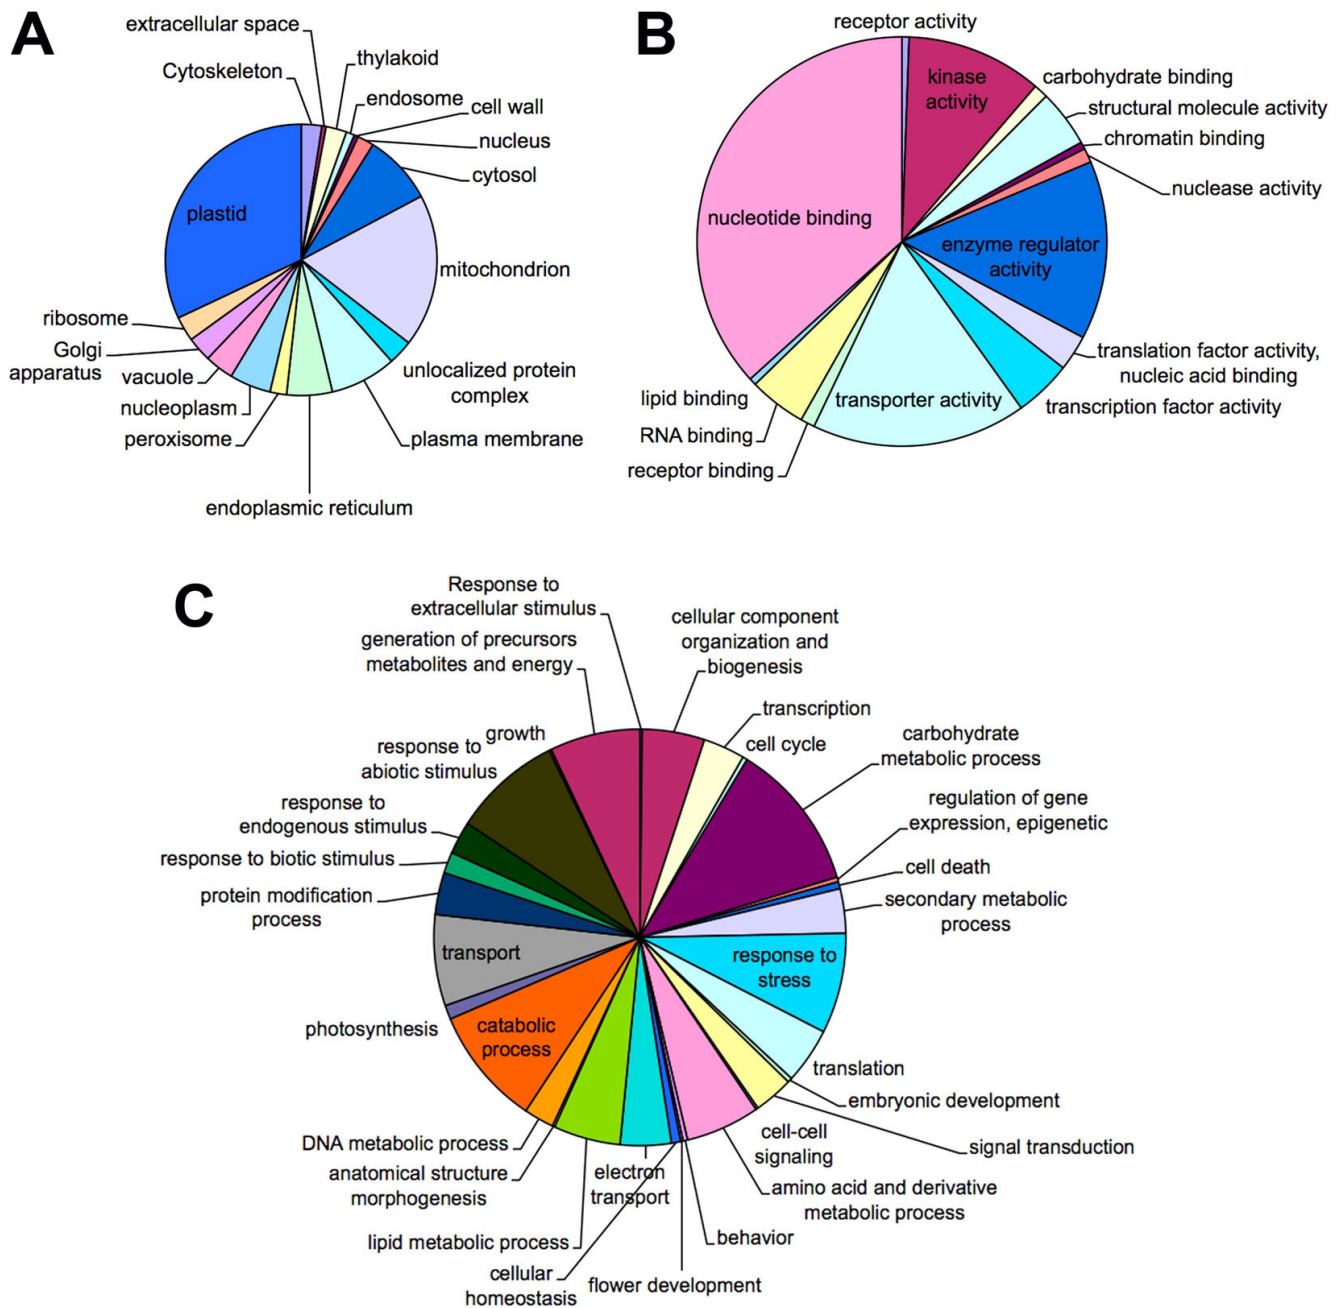 A
extracellular space
Cytoskeleton
thylakoid
endosome
cell wall
nucleus
cytosol
plastid
mitochondrion
ribosome
Golgi
apparatus
vacuole
nucleoplasm
peroxisome
unlocalized protein
complex
plasma membrane
endoplasmic reticulum
B
receptor activity
kinase
activity
carbohydrate binding
structural molecule activity
chromatin binding
nuclease activity
nucleotide binding
enzyme regulator
activity
translation factor activity,
nucleic acid binding
transcription factor activity
lipid binding
transporter activity
RNA binding
receptor binding
C
Response to
extracellular stimulus
generation of precursors
metabolites and energy
cellular component
organization and
biogenesis
transcription
cell cycle
carbohydrate
metabolic process
growth
response to
abiotic stimulus
regulation of gene
expression, epigenetic
response to
endogenous stimulus
cell death
response to biotic stimulus
secondary metabolic
process
protein modification
process
transport
response to
stress
photosynthesis
catabolic
process
translation
embryonic development
signal transduction
cell-cell
signaling
DNA metabolic process
anatomical structure
morphogenesis
electron
transport
amino acid and derivative
metabolic process
lipid metabolic process
behavior
cellular
homeostasis
flower development